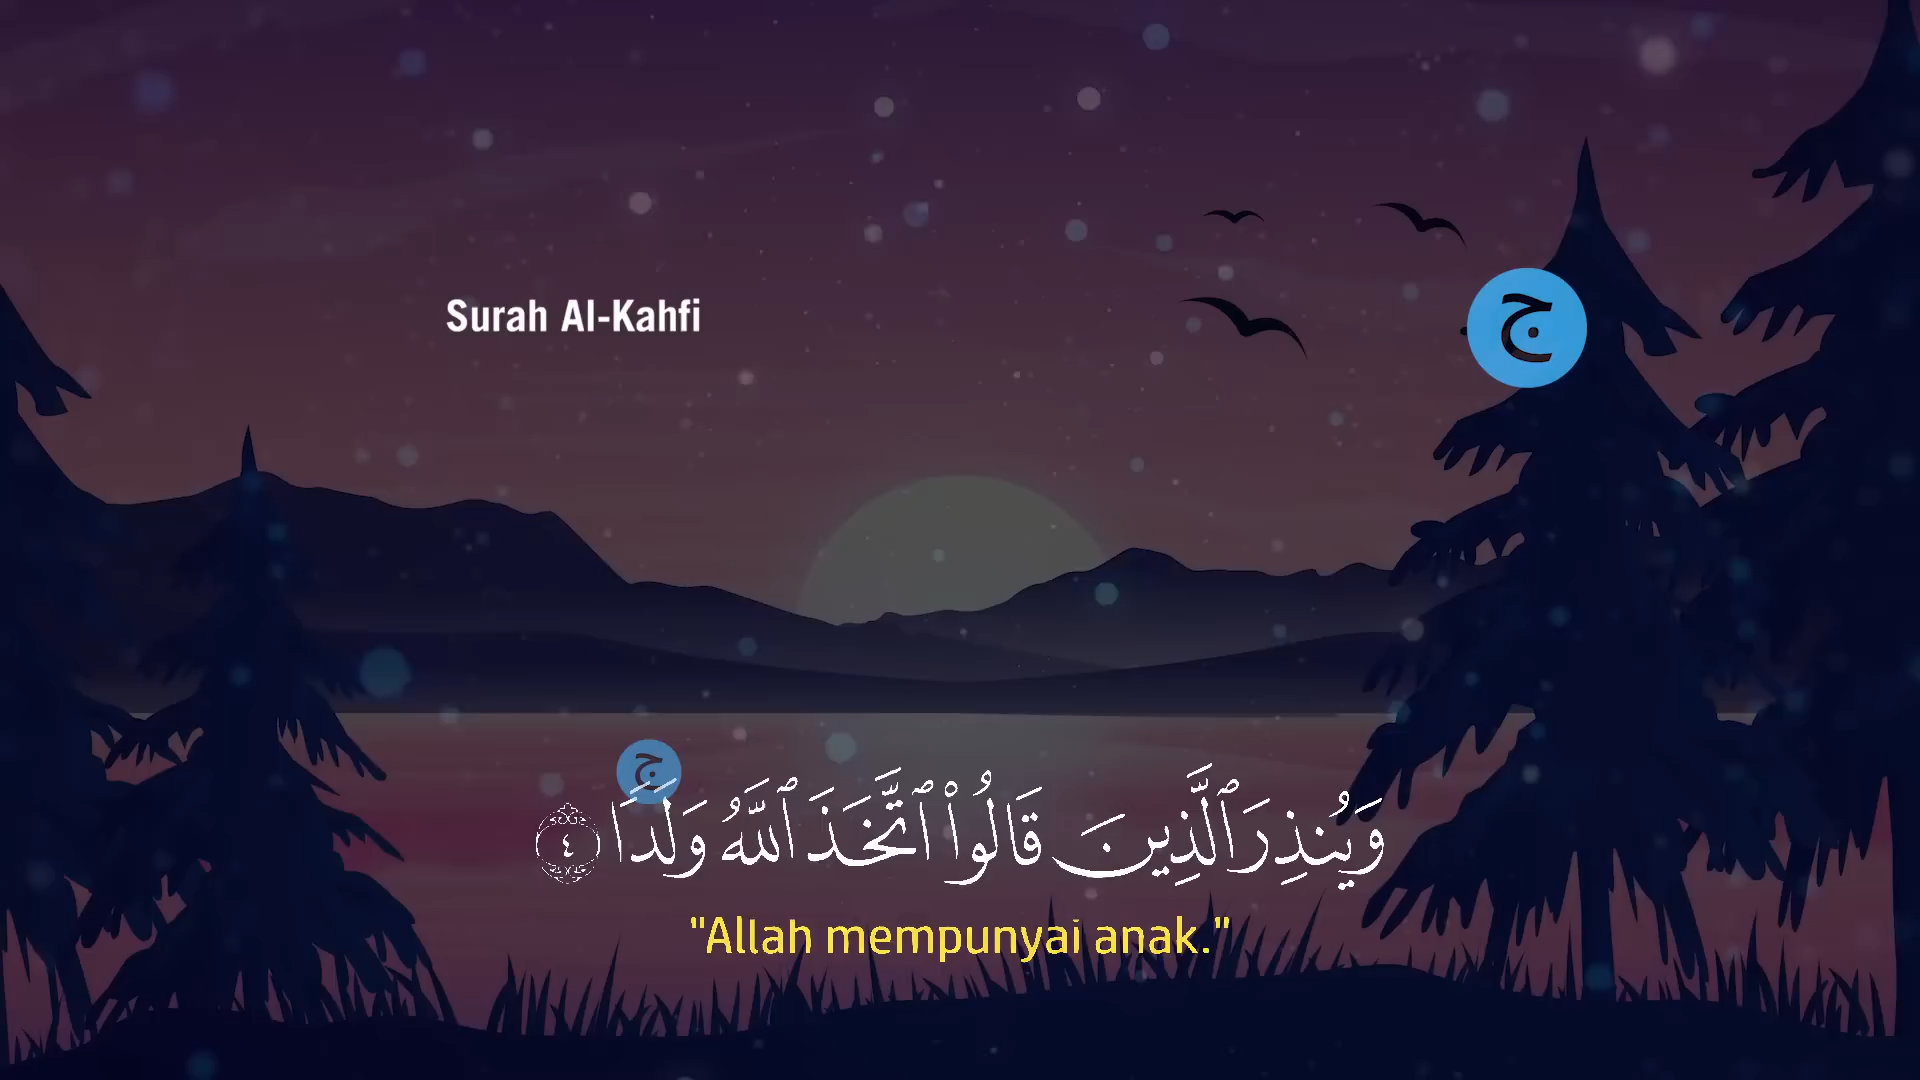 Surah Al-Kahfi
ج
ج
وَيُنذِرَ ٱلَّذِينَ قَالُوا۟ ٱتَّخَذَ ٱللَّهُ وَلَدًا ٤
"Allah mempunyai anak."